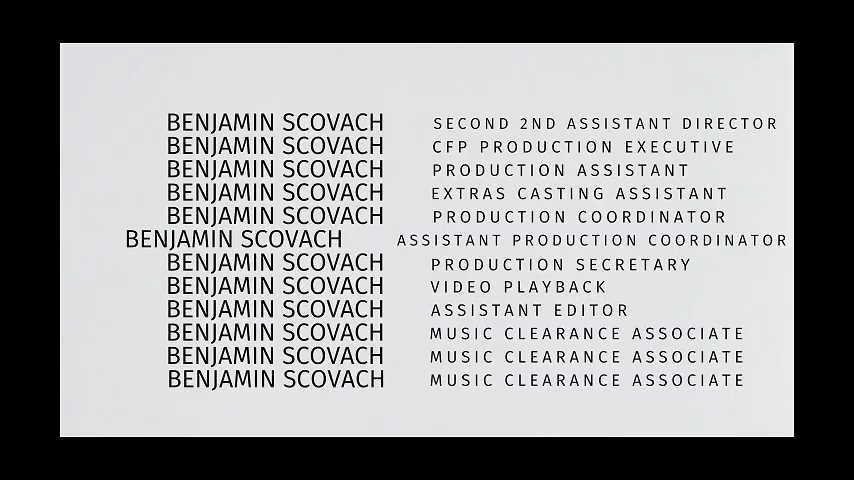 BENJAMIN SCOVACH SECOND 2ND ASSISTANT DIRECTOR
BENJAMIN SCOVACH CFP PRODUCTION EXECUTIVE
BENJAMIN SCOVACH PRODUCTION ASSISTANT
BENJAMIN SCOVACH EXTRAS CASTING ASSISTANT
BENJAMIN SCOVACH PRODUCTION COORDINATOR
BENJAMIN SCOVACH ASSISTANT PRODUCTION COORDINATOR
BENJAMIN SCOVACH PRODUCTION SECRETARY
BENJAMIN SCOVACH VIDEO PLAYBACK
BENJAMIN SCOVACH ASSISTANT EDITOR
BENJAMIN SCOVACH MUSIC CLEARANCE ASSOCIATE
BENJAMIN SCOVACH MUSIC CLEARANCE ASSOCIATE
BENJAMIN SCOVACH MUSIC CLEARANCE ASSOCIATE